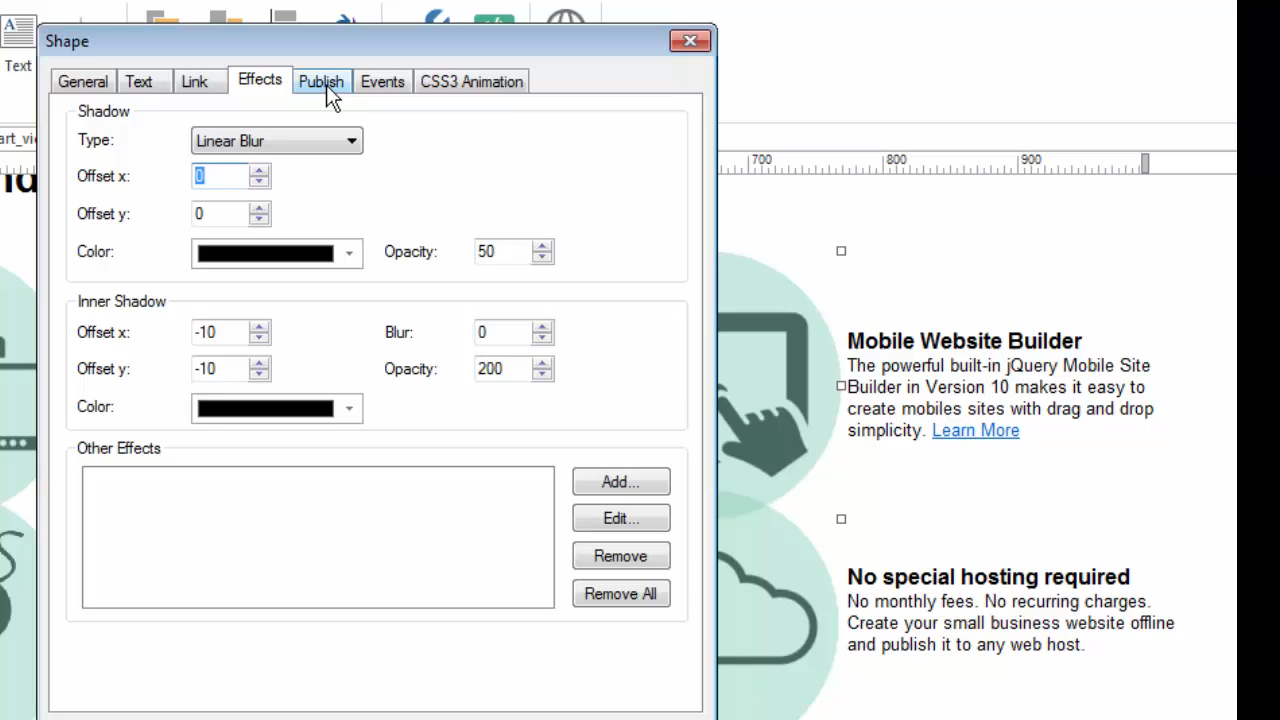 Shape
Text
General Text Link Effects Publish Events CSS3 Animation
Shadow
Type: Linear Blur
Offset x: 0
Offset y: 0
Color: Opacity: 50
Inner Shadow
Offset x: -10 Blur: 0
Offset y: -10 Opacity: 200
Color:
Other Effects
Add...
Edit...
Remove
Remove All
700 800 900
Mobile Website Builder
The powerful built-in jQuery Mobile Site
Builder in Version 10 makes it easy to
create mobiles sites with drag and drop
simplicity. Learn More
No special hosting required
No monthly fees. No recurring charges.
Create your small business website offline
and publish it to any web host.